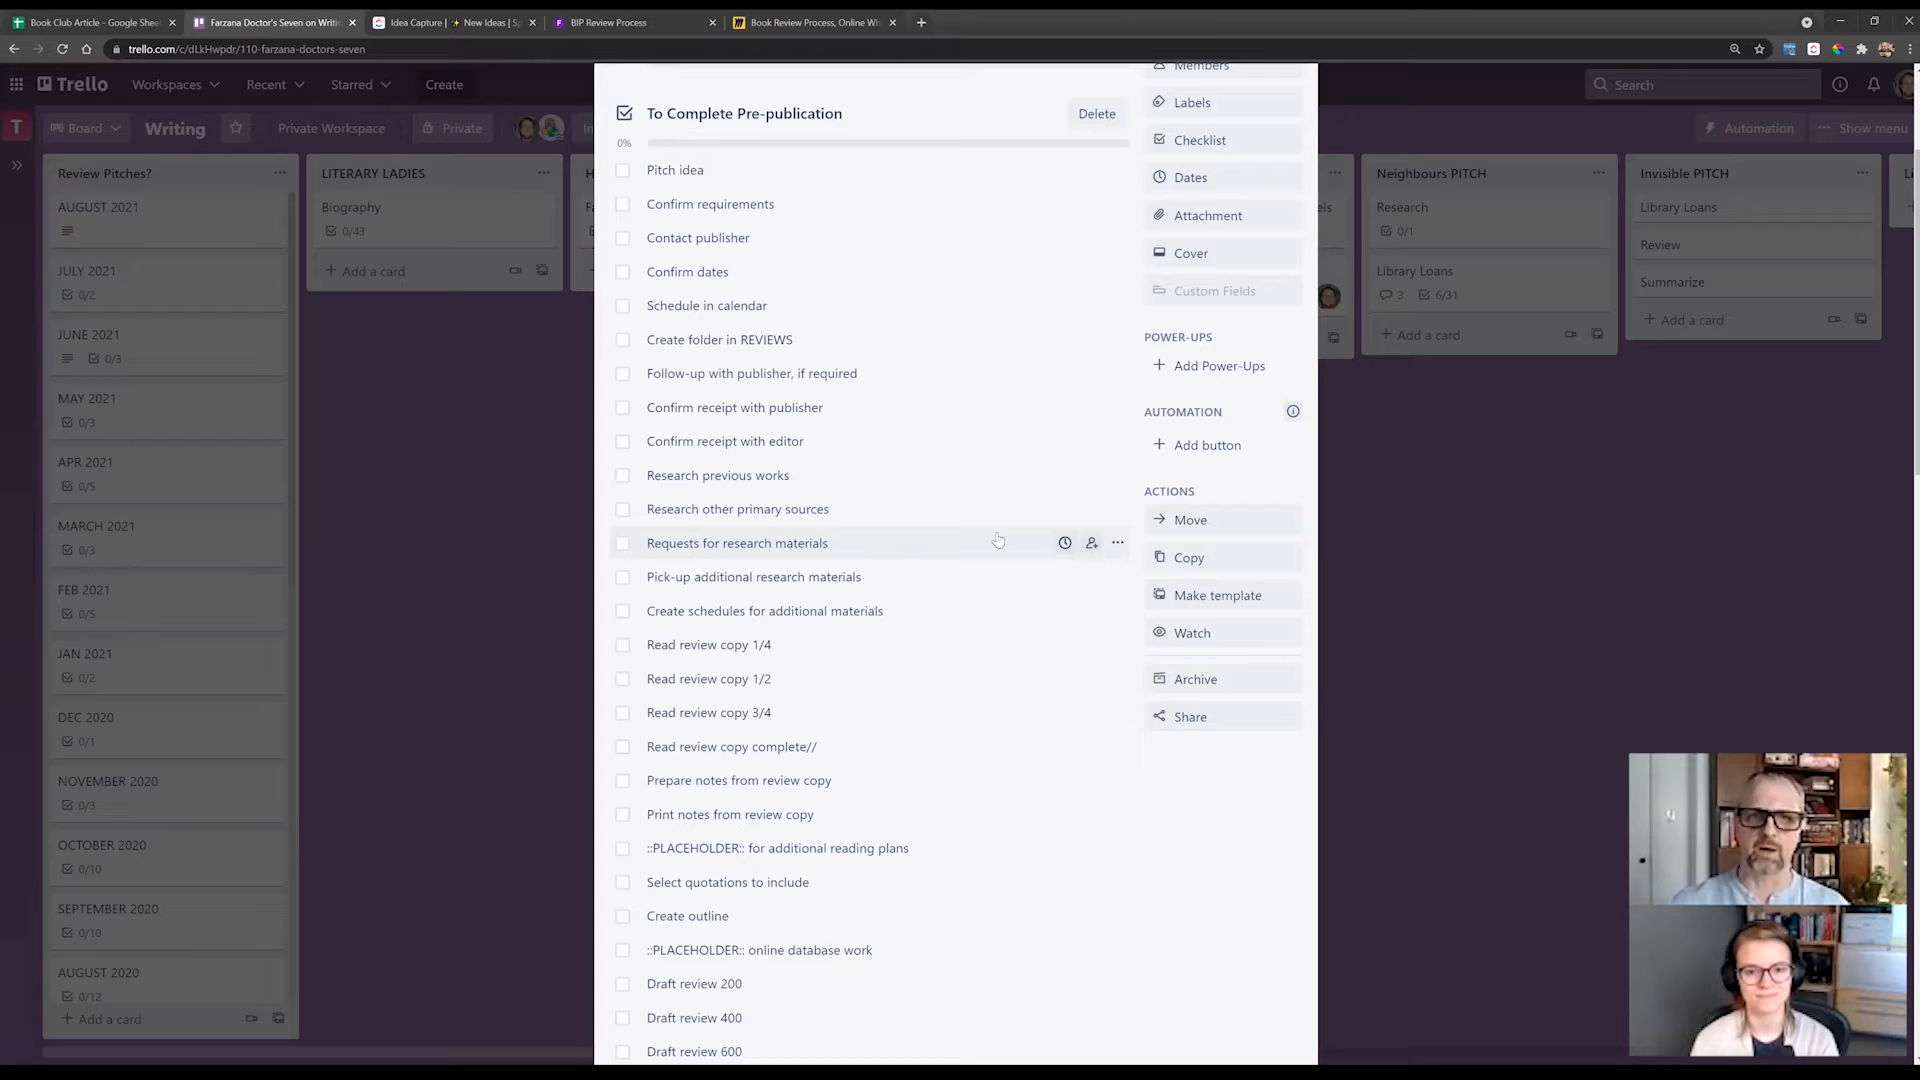 Book Club Article - Google Shee
Farzana Doctor's Seven on Writin
Idea Capture | ✨ New Ideas | Sp
BIP Review Process
Book Review Process, Online Wh
trello.com/c/dLkHwpdr/110-farzana-doctors-seven
Trello
Workspaces
Recent
Starred
Create
Search
T
Board
Writing
Private Workspace
Private
In
Automation
Show menu
Review Pitches?
AUGUST 2021
JULY 2021
0/2
JUNE 2021
0/3
MAY 2021
0/3
APR 2021
0/5
MARCH 2021
0/3
FEB 2021
0/5
JAN 2021
0/2
DEC 2020
0/1
NOVEMBER 2020
0/3
OCTOBER 2020
0/10
SEPTEMBER 2020
0/10
AUGUST 2020
0/12
+ Add a card
LITERARY LADIES
Biography
0/43
+ Add a card
To Complete Pre-publication
Delete
0%
Pitch idea
Confirm requirements
Contact publisher
Confirm dates
Schedule in calendar
Create folder in REVIEWS
Follow-up with publisher, if required
Confirm receipt with publisher
Confirm receipt with editor
Research previous works
Research other primary sources
Requests for research materials
Pick-up additional research materials
Create schedules for additional materials
Read review copy 1/4
Read review copy 1/2
Read review copy 3/4
Read review copy complete//
Prepare notes from review copy
Print notes from review copy
::PLACEHOLDER:: for additional reading plans
Select quotations to include
Create outline
::PLACEHOLDER:: online database work
Draft review 200
Draft review 400
Draft review 600
Members
Labels
Checklist
Dates
Attachment
Cover
Custom Fields
POWER-UPS
+ Add Power-Ups
AUTOMATION
+ Add button
ACTIONS
Move
Copy
Make template
Watch
Archive
Share
els
Neighbours PITCH
Research
0/1
Library Loans
3
6/31
+ Add a card
Invisible PITCH
Library Loans
Review
Summarize
+ Add a card
Li